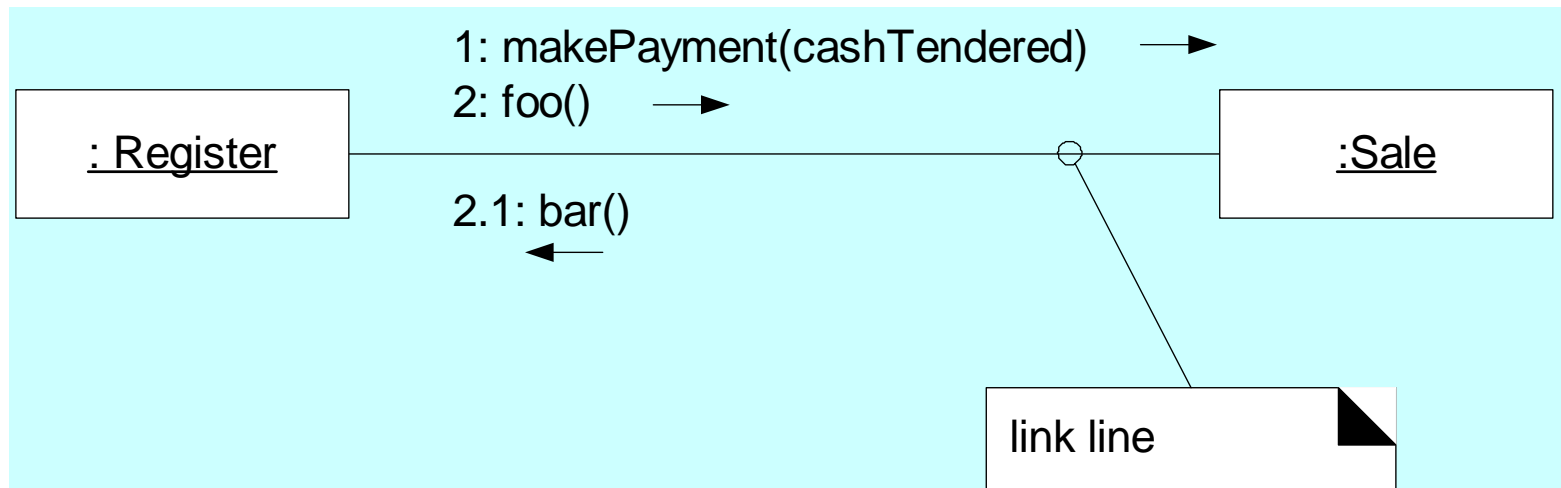 1: makePayment(cashTendered)
2: foo()
: Register
:Sale
2.1: bar()
link line